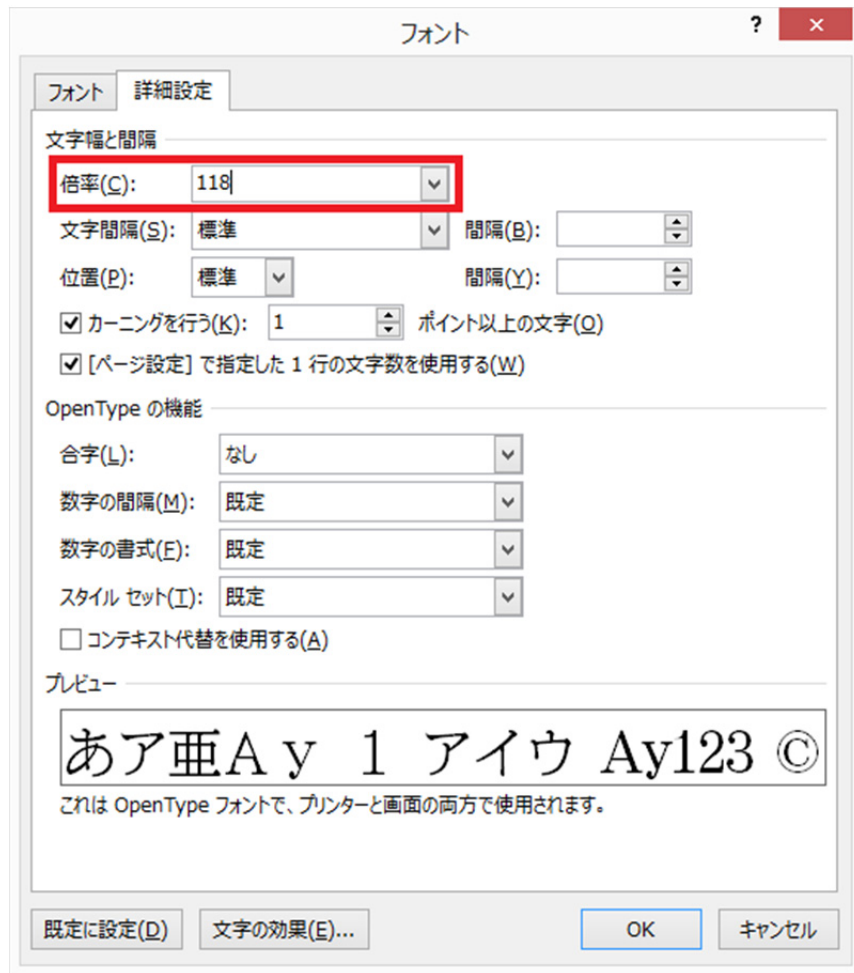 フォント
?
フォント 詳細設定
文字幅と間隔
倍率(C): 118
文字間隔(S): 標準 間隔(B):
位置(P): 標準 間隔(Y):
カーニングを行う(K): 1 ポイント以上の文字(O)
[ページ設定] で指定した 1 行の文字数を使用する(W)
OpenType の機能
合字(L): なし
数字の間隔(M): 既定
数字の書式(F): 既定
スタイル セット(T): 既定
コンテキスト代替を使用する(A)
プレビュー
あア亜Ａｙ １ アイウ Ay123 ©
これは OpenType フォントで、プリンターと画面の両方で使用されます。
既定に設定(D) 文字の効果(E)... OK キャンセル